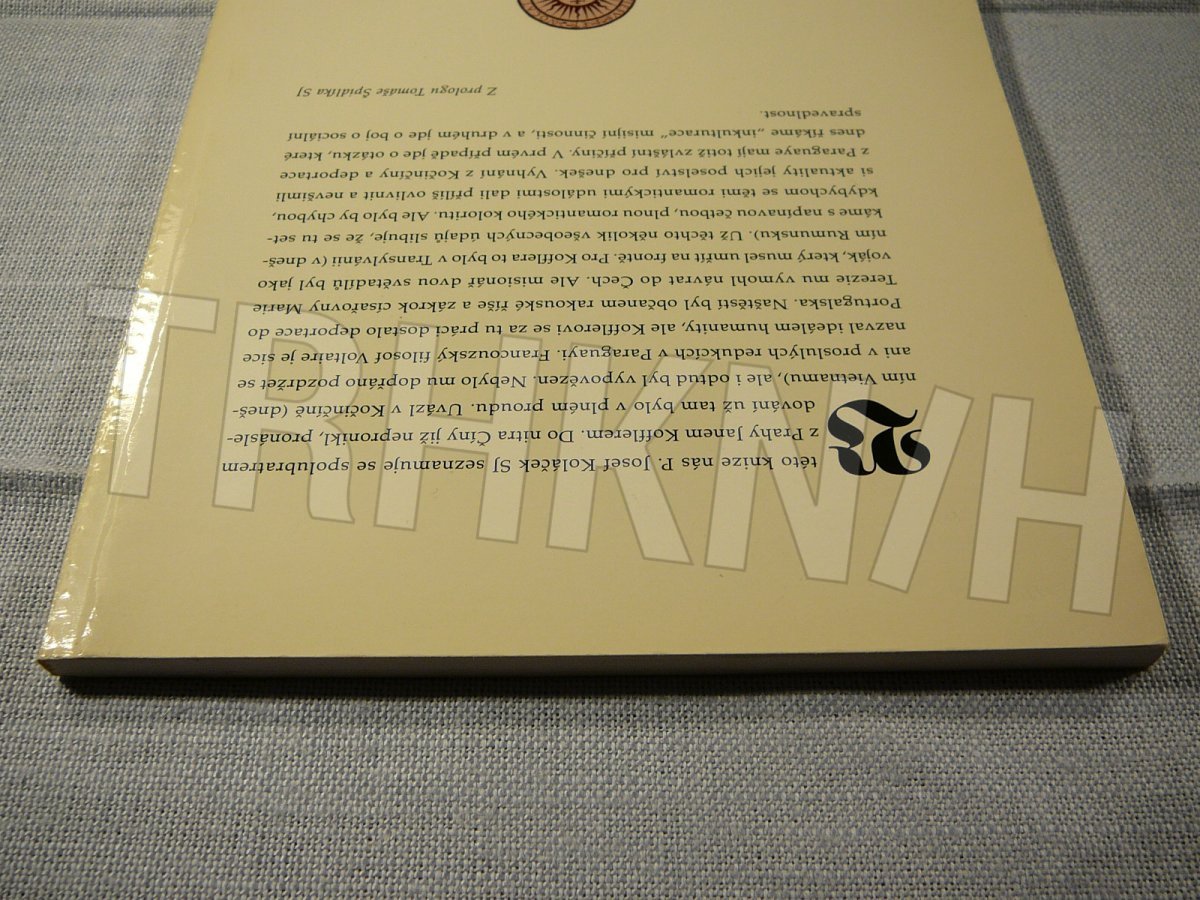 V této knize nás P. Josef Koláček SJ seznamuje se spolubratrem
z Prahy Janem Kofflerem. Do nitra Číny již nepronikl, pronásle-
dování už tam bylo v plném proudu. Uvázl v Kočinčíně (dneš-
ním Vietnamu), ale i odtud byl vypovězen. Nebylo mu dopřáno pozdržet se
ani v proslulých redukcích v Paraguayi. Francouzský filosof Voltaire je sice
nazval ideálem humanity, ale Kofflerovi se za tu práci dostalo deportace do
Portugalska. Naštěstí byl občanem rakouské říše a zákrok císařovny Marie
Terezie mu vymohl návrat do Čech. Ale misionář dvou světadílů byl jako
voják, který musel umřít na frontě. Pro Kofflera to bylo v Transylvánii (v dneš-
ním Rumunsku). Už těchto několik všeobecných údajů slibuje, že se tu set-
káme s napínavou četbou, plnou romantického koloritu. Ale bylo by chybou,
kdybychom se těmi romantickými událostmi dali příliš ovlivnit a nevšimli
si aktuality jejich poselství pro dnešek. Vyhnání z Kočinčíny a deportace
z Paraguaye mají totiž zvláštní příčiny. V prvém případě jde o otázku, které
dnes říkáme „inkulturace“ misijní činnosti, a v druhém jde o boj o sociální
spravedlnost.
Z prologu Tomáše Špidlíka SJ
TRHKNIH